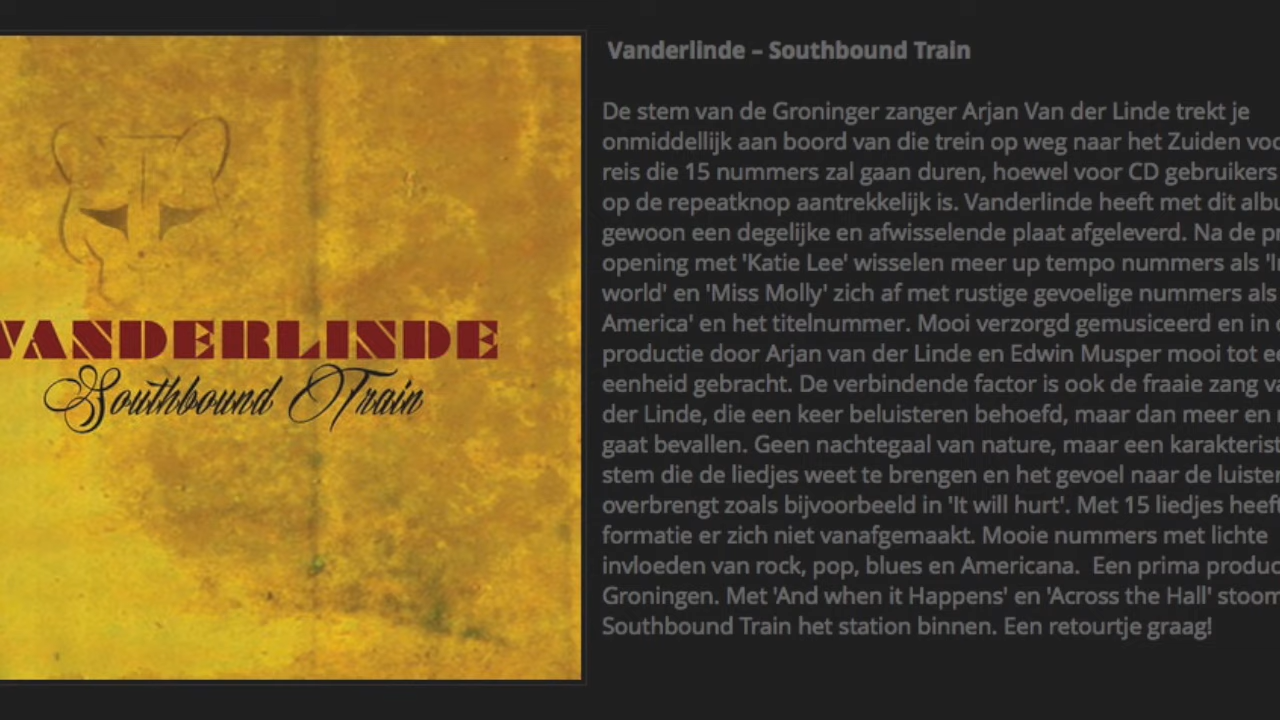 VANDERLINDE
Southbound Train
Vanderlinde – Southbound Train
De stem van de Groninger zanger Arjan Van der Linde trekt je
onmiddellijk aan boord van die trein op weg naar het Zuiden
reis die 15 nummers zal gaan duren, hoewel voor CD gebruikers
op de repeatknop aantrekkelijk is. Vanderlinde heeft met dit
gewoon een degelijke en afwisselende plaat afgeleverd. Na de
opening met 'Katie Lee' wisselen meer up tempo nummers als
world' en 'Miss Molly' zich af met rustige gevoelige nummers als
America' en het titelnummer. Mooi verzorgd gemusiceerd en in
productie door Arjan van der Linde en Edwin Musper mooi tot
eenheid gebracht. De verbindende factor is ook de fraaie zang
der Linde, die een keer beluisteren behoefd, maar dan meer en
gaat bevallen. Geen nachtegaal van nature, maar een
stem die de liedjes weet te brengen en het gevoel naar de
overbrengt zoals bijvoorbeeld in 'It will hurt'. Met 15 liedjes heeft
formatie er zich niet vanafgemaakt. Mooie nummers met lichte
invloeden van rock, pop, blues en Americana. Een prima
Groningen. Met 'And when it Happens' en 'Across the Hall'
Southbound Train het station binnen. Een retourtje graag!